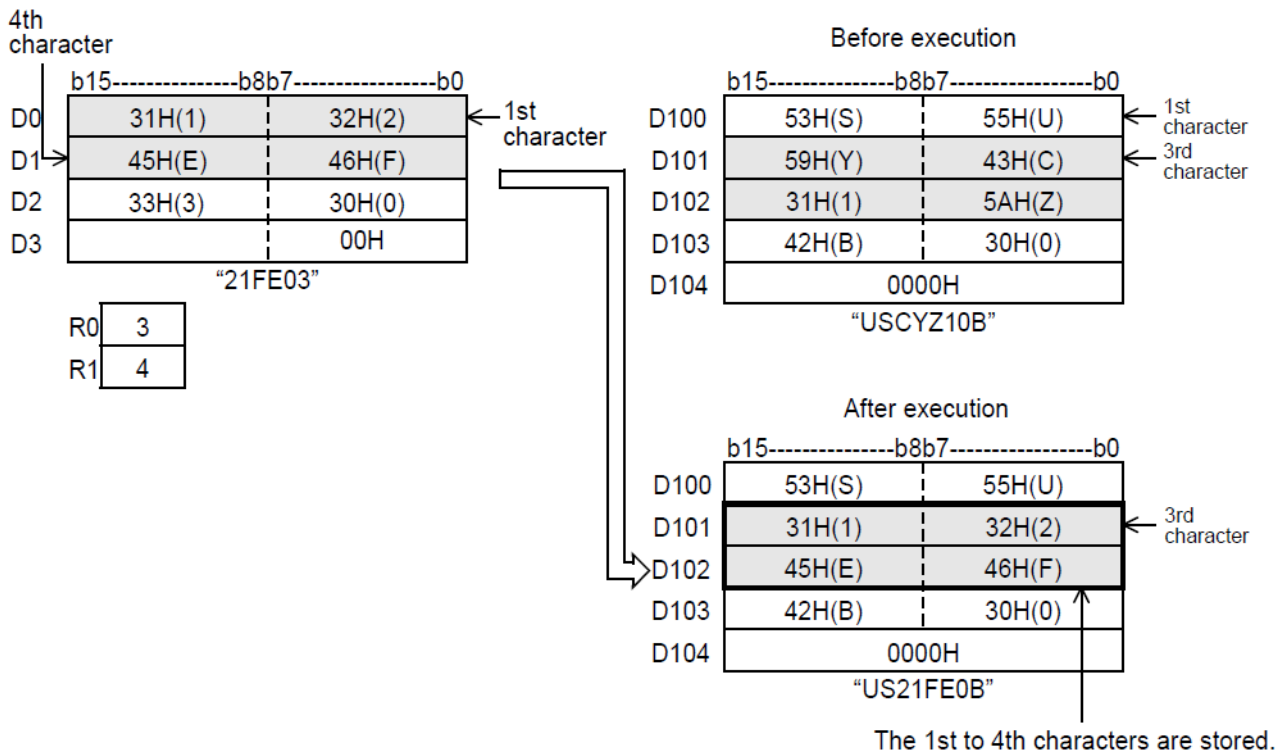 4th
character
b15---------------b8b7-----------------b0
D0 31H(1) 32H(2) 1st
character
D1 45H(E) 46H(F)
D2 33H(3) 30H(0)
D3 00H
“21FE03”
R0 3
R1 4
Before execution
b15---------------b8b7-----------------b0
D100 53H(S) 55H(U) 1st
character
D101 59H(Y) 43H(C) 3rd
character
D102 31H(1) 5AH(Z)
D103 42H(B) 30H(0)
D104 0000H
“USCYZ10B”
After execution
b15---------------b8b7-----------------b0
D100 53H(S) 55H(U)
D101 31H(1) 32H(2) 3rd
character
D102 45H(E) 46H(F)
D103 42H(B) 30H(0)
D104 0000H
“US21FE0B”
The 1st to 4th characters are stored.